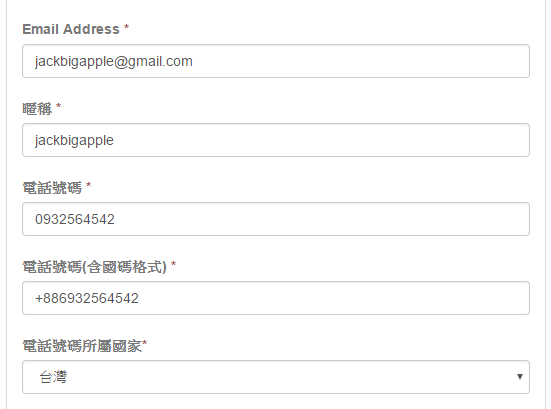 Email Address *
jackbigapple@gmail.com
暱稱 *
jackbigapple
電話號碼 *
0932564542
電話號碼(含國碼格式) *
+886932564542
電話號碼所屬國家*
台灣